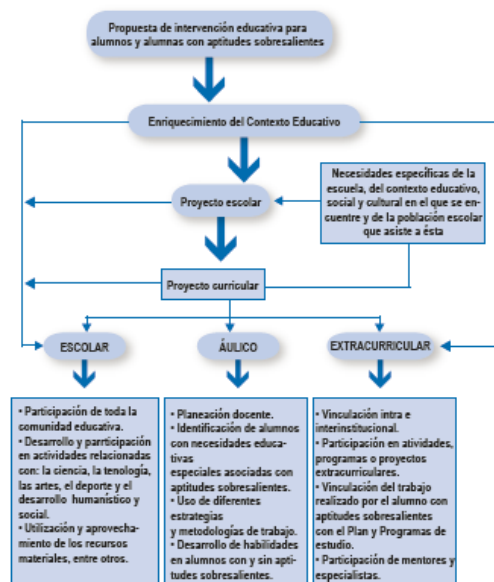 Propuesta de intervención educativa para
alumnos y alumnas con aptitudes sobresalientes
Enriquecimiento del Contexto Educativo
Necesidades específicas de la
escuela, del contexto educativo,
social y cultural en el que se en-
cuentre y de la población escolar
que asiste a ésta
Proyecto escolar
Proyecto curricular
ESCOLAR
ÁULICO
EXTRACURRICULAR
• Participación de toda la
comunidad educativa.
• Desarrollo y parrticipación
en actividades relacionadas
con: la ciencia, la tenología,
las artes, el deporte y el
desarrollo humanístico y
social.
• Utilización y aprovecha-
miento de los recursos
materiales, entre otros.
• Planeación docente.
• Identificación de alumnos
con necesidades educa-
tivas
especiales asociadas con
aptitudes sobresalientes.
• Uso de diferentes
estrategias
y metodologías de trabajo.
• Desarrollo de habilidades
en alumnos con y sin apti-
tudes sobresalientes.
• Vinculación intra e
interinstitucional.
• Participación en atividades,
programas o proyectos
extracurriculares.
• Vinculación del trabajo
realizado por el alumno con
aptitudes sobresalientes
con el Plan y Programas de
estudio.
• Participación de mentores y
especialistas.